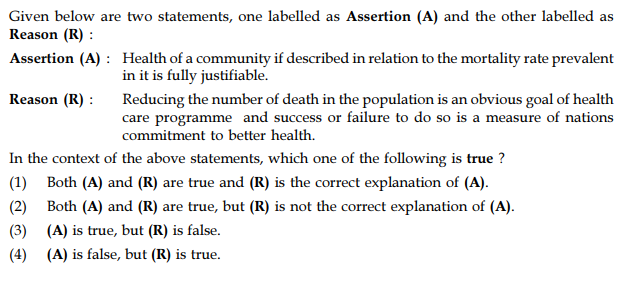 Given below are two statements, one labelled as Assertion (A) and the other labelled as
Reason (R) :
Assertion (A) : Health of a community if described in relation to the mortality rate prevalent
in it is fully justifiable.
Reason (R) : Reducing the number of death in the population is an obvious goal of health
care programme and success or failure to do so is a measure of nations
commitment to better health.
In the context of the above statements, which one of the following is true ?
(1) Both (A) and (R) are true and (R) is the correct explanation of (A).
(2) Both (A) and (R) are true, but (R) is not the correct explanation of (A).
(3) (A) is true, but (R) is false.
(4) (A) is false, but (R) is true.